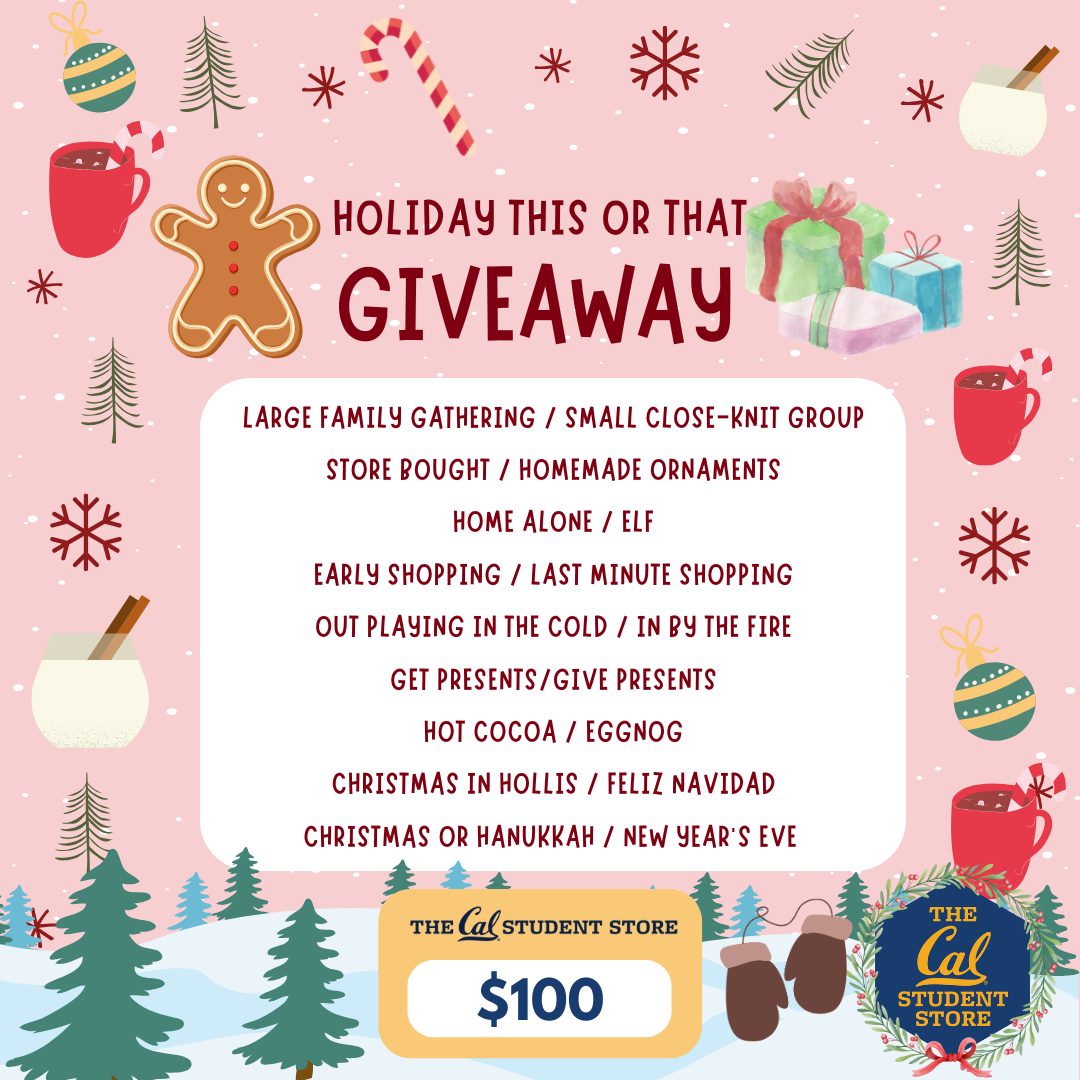 HOLIDAY THIS OR THAT
GIVEAWAY
LARGE FAMILY GATHERING / SMALL CLOSE-KNIT GROUP
STORE BOUGHT / HOMEMADE ORNAMENTS
HOME ALONE / ELF
EARLY SHOPPING / LAST MINUTE SHOPPING
OUT PLAYING IN THE COLD / IN BY THE FIRE
GET PRESENTS/GIVE PRESENTS
HOT COCOA / EGGNOG
CHRISTMAS IN HOLLIS / FELIZ NAVIDAD
CHRISTMAS OR HANUKKAH / NEW YEAR'S EVE
THE Cal STUDENT STORE
$100
THE
Cal
STUDENT
STORE